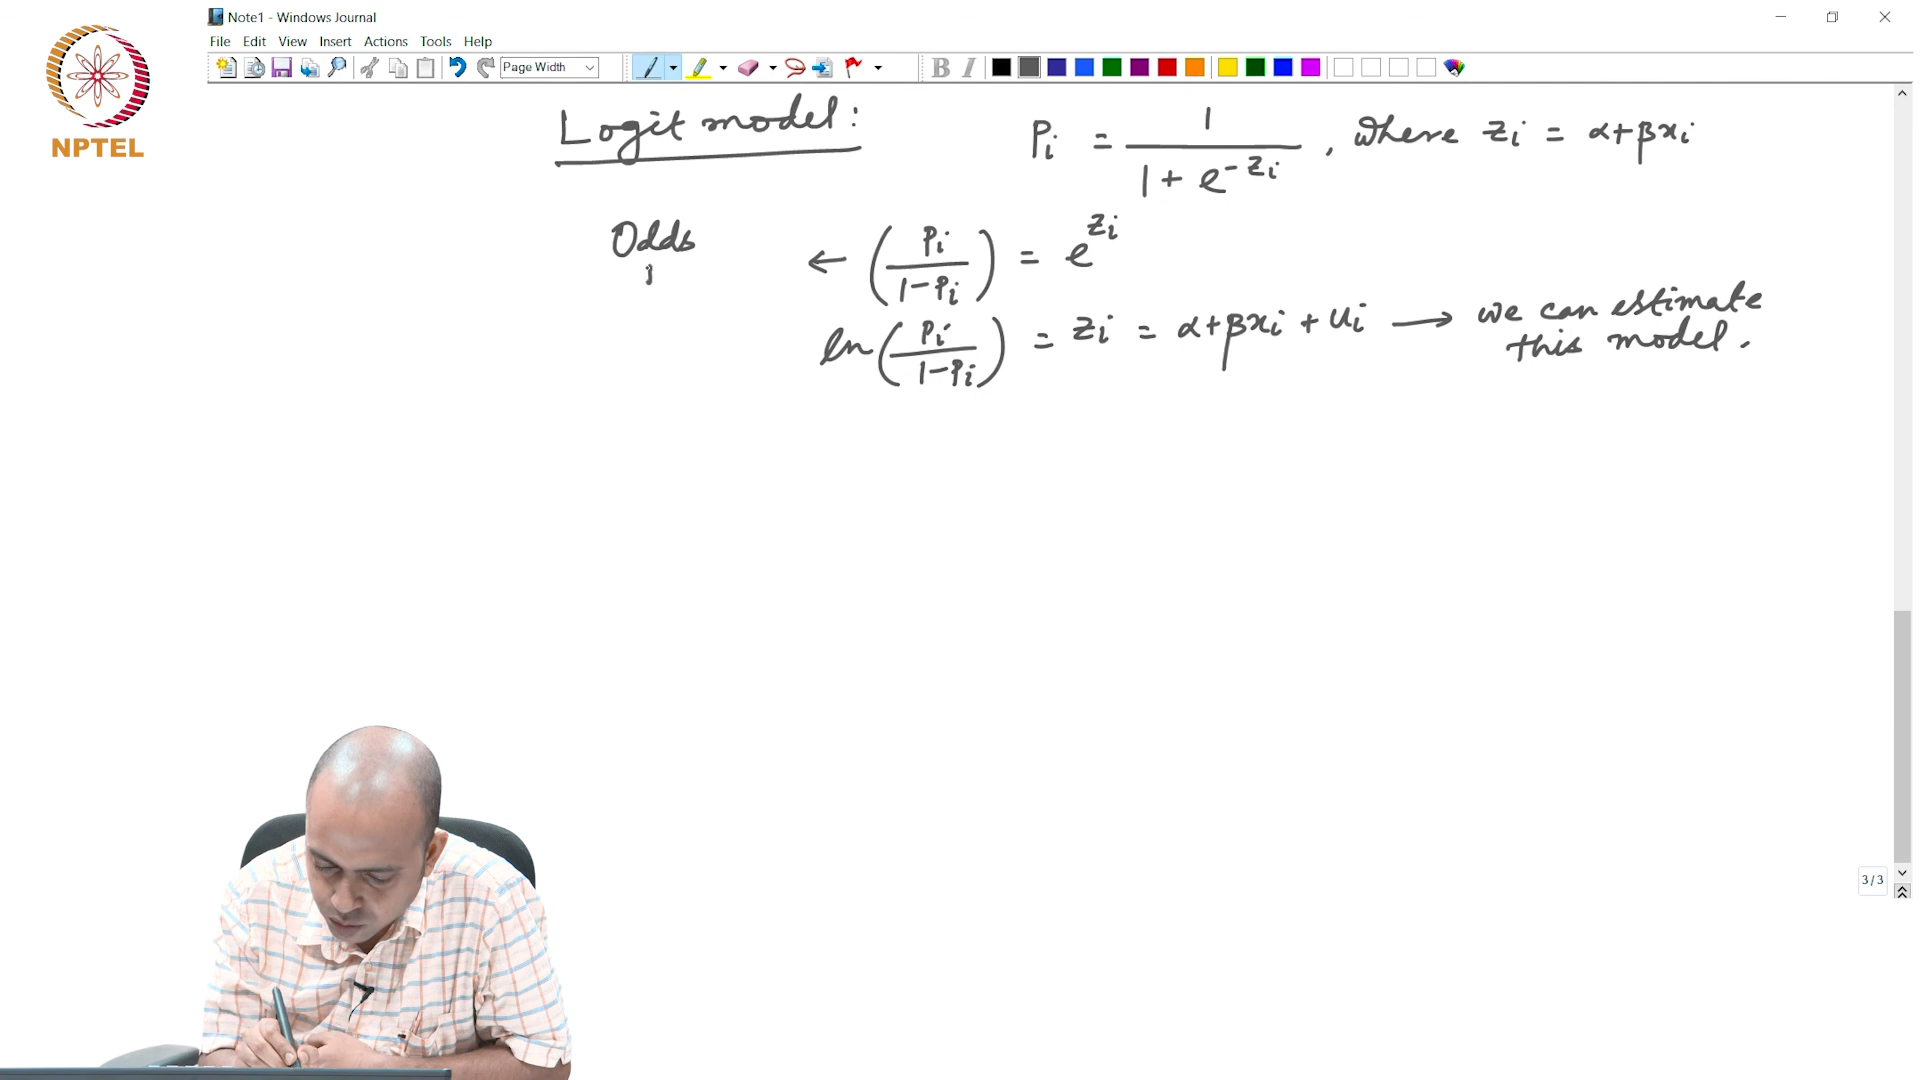 Note1 - Windows Journal
File Edit View Insert Actions Tools Help
Page Width
B I
NPTEL
Logit model:
Pi = 1 / (1 + e^(-Zi)), where Zi = α+βxi
Odds ← (Pi / (1-Pi)) = e^(Zi)
ln(Pi / (1-Pi)) = Zi = α+βxi + ui → we can estimate
this model.
3/3